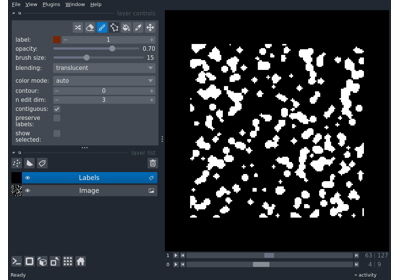 File View Plugins Window Help
layer controls
label: 1
opacity: 0.70
brush size: 15
blending: translucent
color mode: auto
contour: 0
n edit dim: 3
contiguous:
preserve
labels:
show
selected:
layer list
Labels
Image
1 63 127
0 4 9
Ready activity